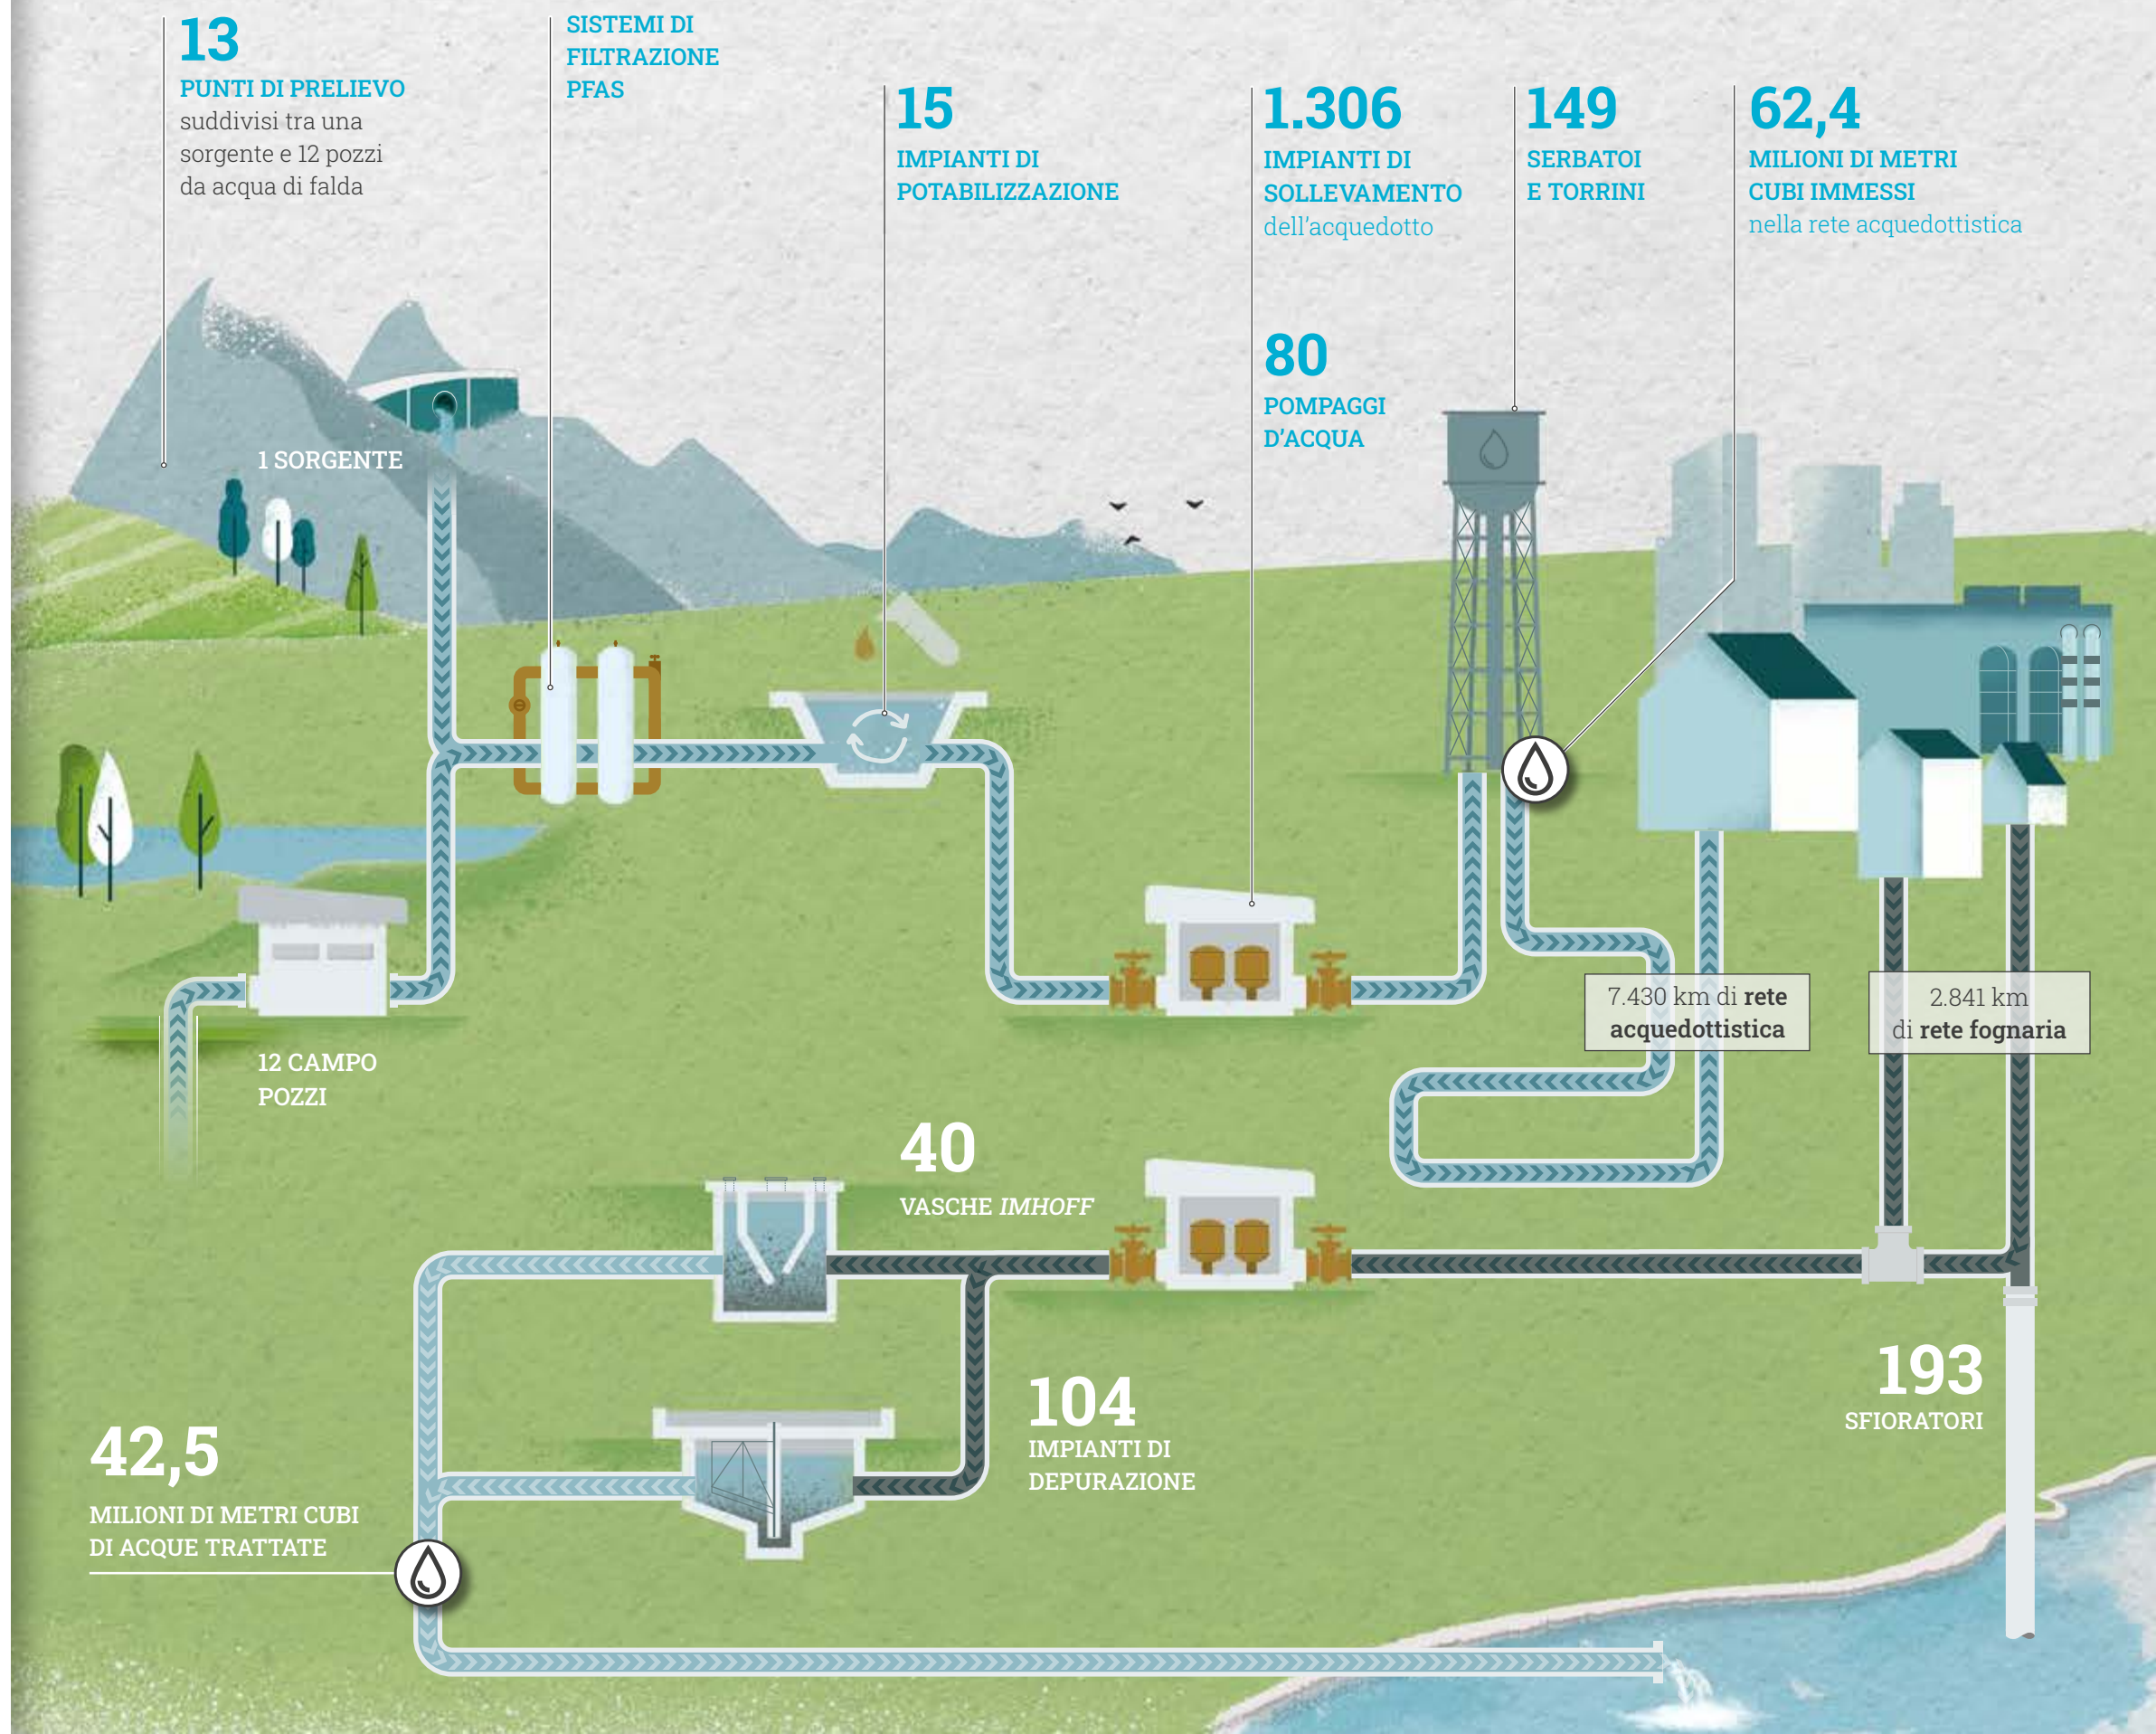 13
PUNTI DI PRELIEVO
suddivisi tra una
sorgente e 12 pozzi
da acqua di falda
SISTEMI DI
FILTRAZIONE
PFAS
15
IMPIANTI DI
POTABILIZZAZIONE
1.306
IMPIANTI DI
SOLLEVAMENTO
dell'acquedotto
80
POMPAGGI
D'ACQUA
149
SERBATOI
E TORRINI
62,4
MILIONI DI METRI
CUBI IMMESSI
nella rete acquedottistica
1 SORGENTE
7.430 km di rete
acquedottistica
2.841 km
di rete fognaria
12 CAMPO
POZZI
40
VASCHE IMHOFF
104
IMPIANTI DI
DEPURAZIONE
193
SFIORATORI
42,5
MILIONI DI METRI CUBI
DI ACQUE TRATTATE